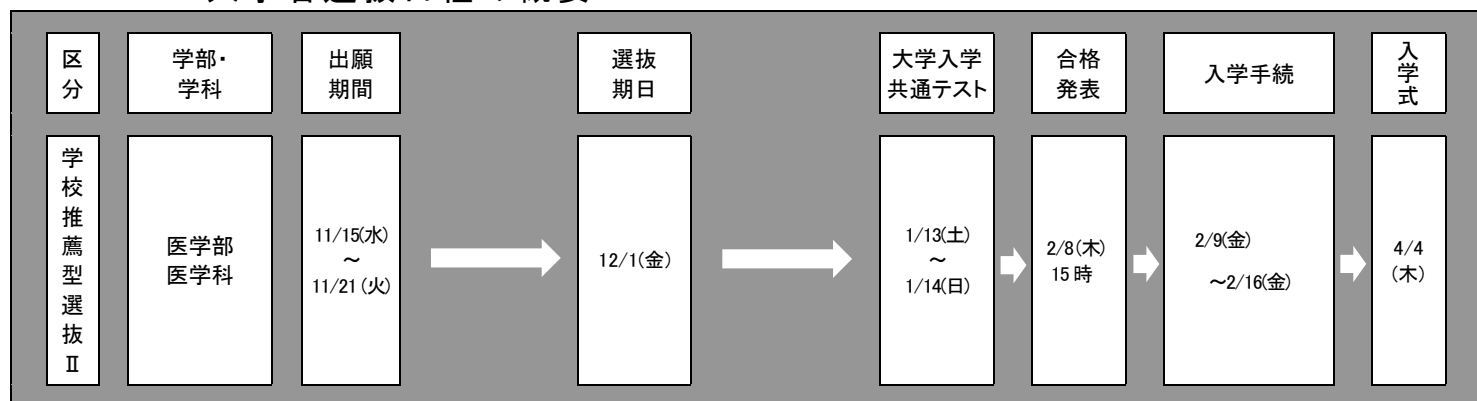 区分
学部・
学科
出願
期間
選抜
期日
大学入学
共通テスト
合格
発表
入学手続
入学式
学校推薦型選抜Ⅱ
医学部
医学科
11/15(水)
～
11/21(火)
12/1(金)
1/13(土)
～
1/14(日)
2/8(木)
15時
2/9(金)
～2/16(金)
4/4
(木)